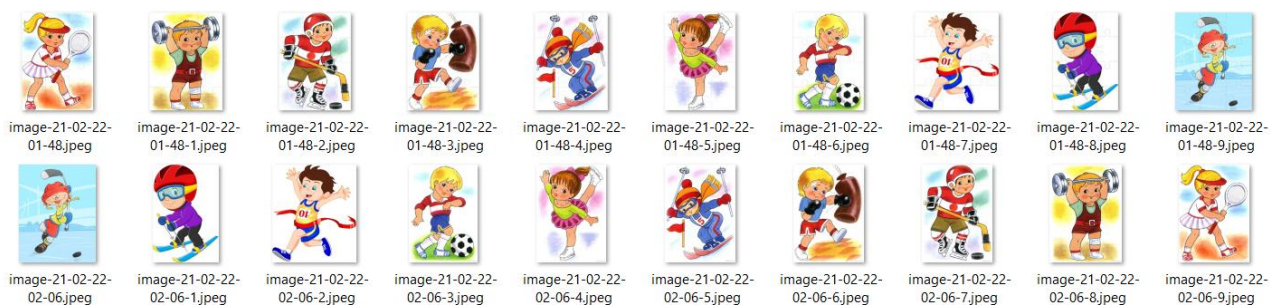 image-21-02-22-
01-48.jpeg
image-21-02-22-
01-48-1.jpeg
image-21-02-22-
01-48-2.jpeg
image-21-02-22-
01-48-3.jpeg
image-21-02-22-
01-48-4.jpeg
image-21-02-22-
01-48-5.jpeg
image-21-02-22-
01-48-6.jpeg
image-21-02-22-
01-48-7.jpeg
image-21-02-22-
01-48-8.jpeg
image-21-02-22-
01-48-9.jpeg
image-21-02-22-
02-06.jpeg
image-21-02-22-
02-06-1.jpeg
image-21-02-22-
02-06-2.jpeg
image-21-02-22-
02-06-3.jpeg
image-21-02-22-
02-06-4.jpeg
image-21-02-22-
02-06-5.jpeg
image-21-02-22-
02-06-6.jpeg
image-21-02-22-
02-06-7.jpeg
image-21-02-22-
02-06-8.jpeg
image-21-02-22-
02-06-9.jpeg